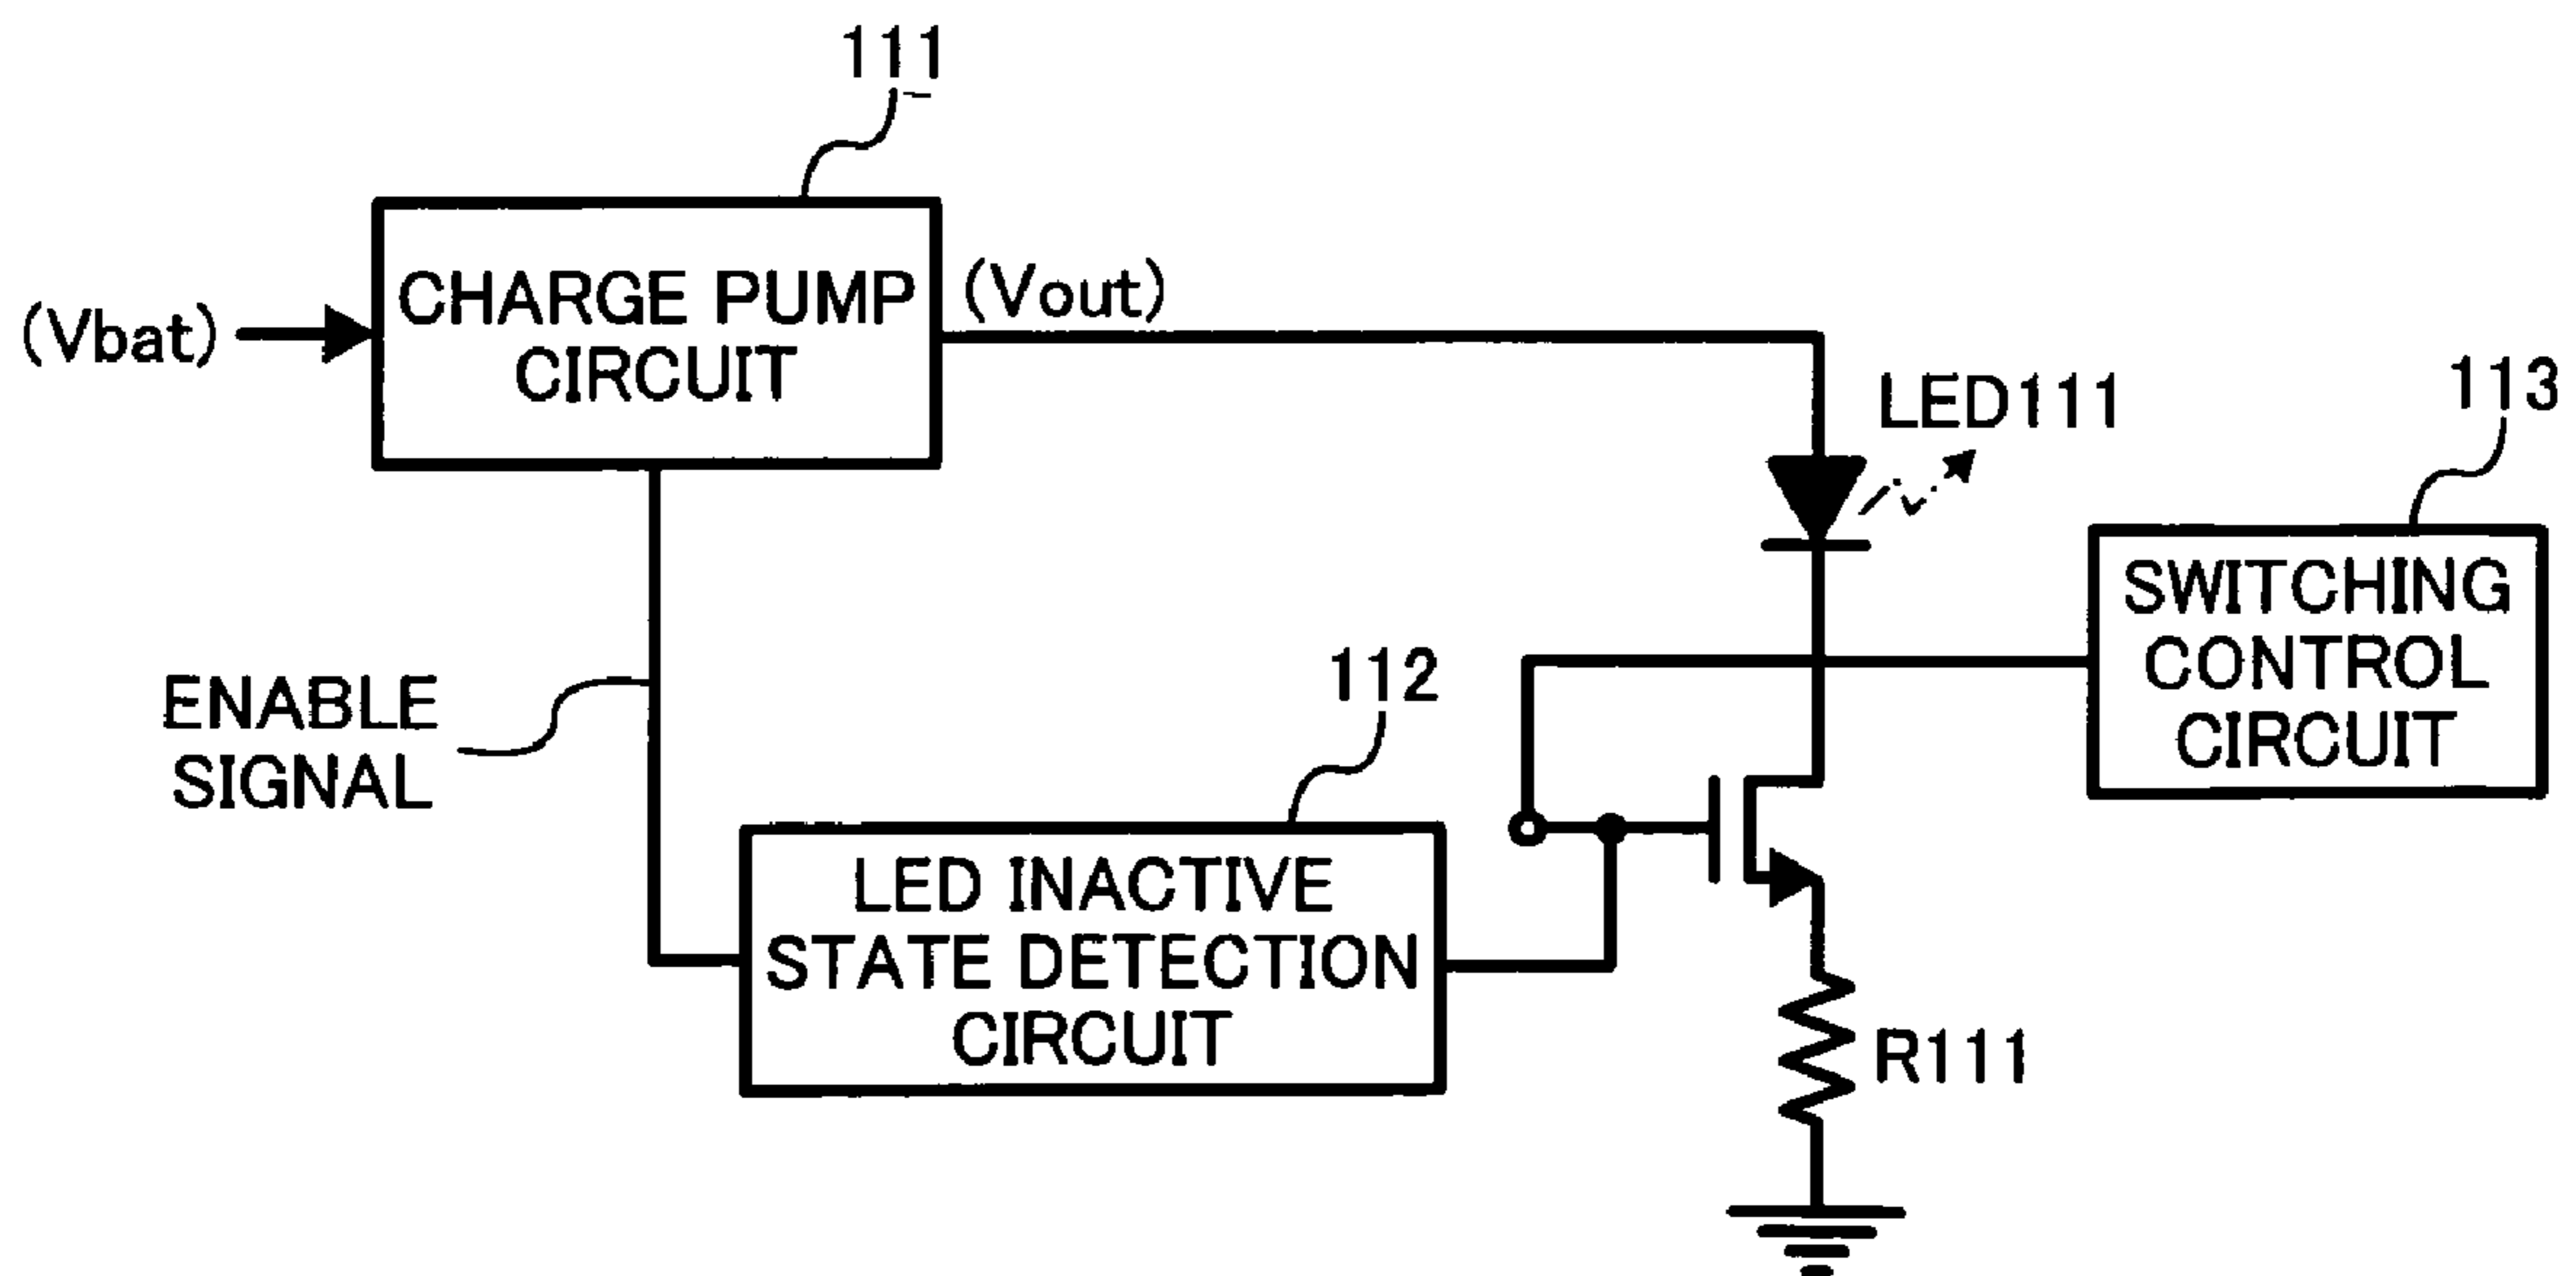 111
(Vbat)
CHARGE PUMP
CIRCUIT
(Vout)
LED111
113
SWITCHING
CONTROL
CIRCUIT
ENABLE
SIGNAL
112
LED INACTIVE
STATE DETECTION
CIRCUIT
R111